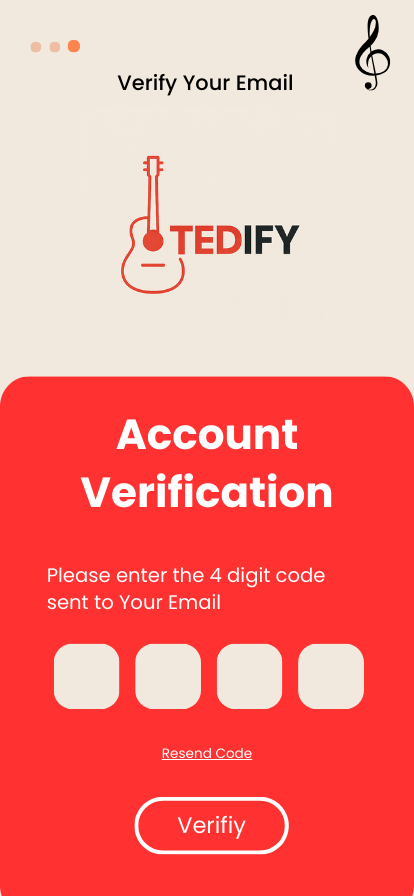 Verify Your Email
TEDIFY
Account
Verification
Please enter the 4 digit code
sent to Your Email
Resend Code
Verifiy